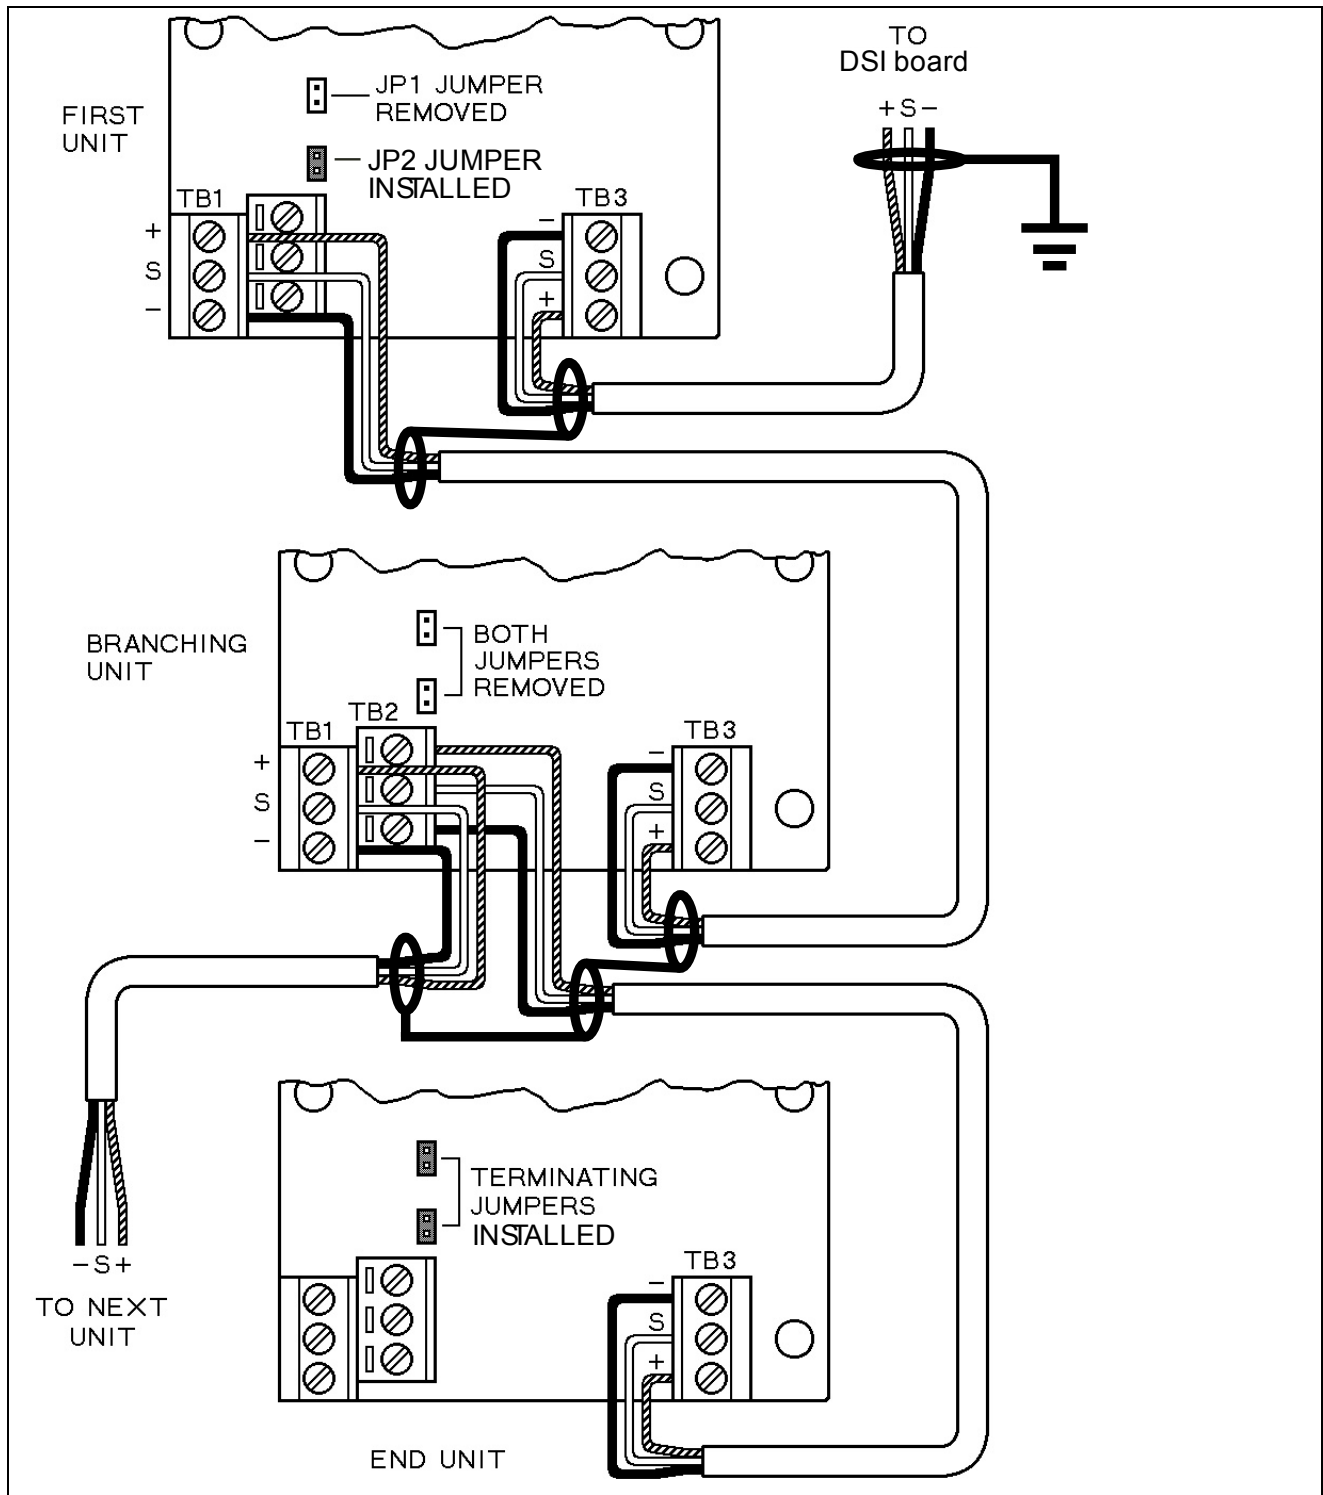 TO
DSI board
+ S −
FIRST
UNIT
JP1 JUMPER
REMOVED
JP2 JUMPER
INSTALLED
TB1
TB3
+
S
−
−
S
+
BRANCHING
UNIT
BOTH
JUMPERS
REMOVED
TB1
TB2
TB3
+
S
−
−
S
+
− S +
TO NEXT
UNIT
TERMINATING
JUMPERS
INSTALLED
TB3
−
S
+
END UNIT